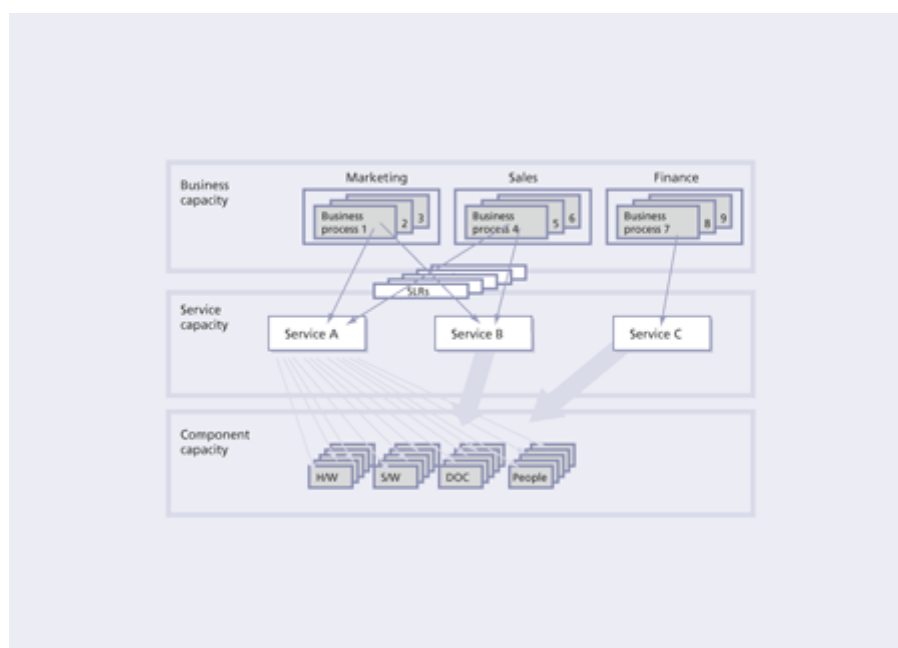 Marketing
Sales
Finance
Business
capacity
Business
process 1
2
3
Business
process 4
5
6
Business
process 7
8
9
SLRs
Service
capacity
Service A
Service B
Service C
Component
capacity
H/W
S/W
DOC
People